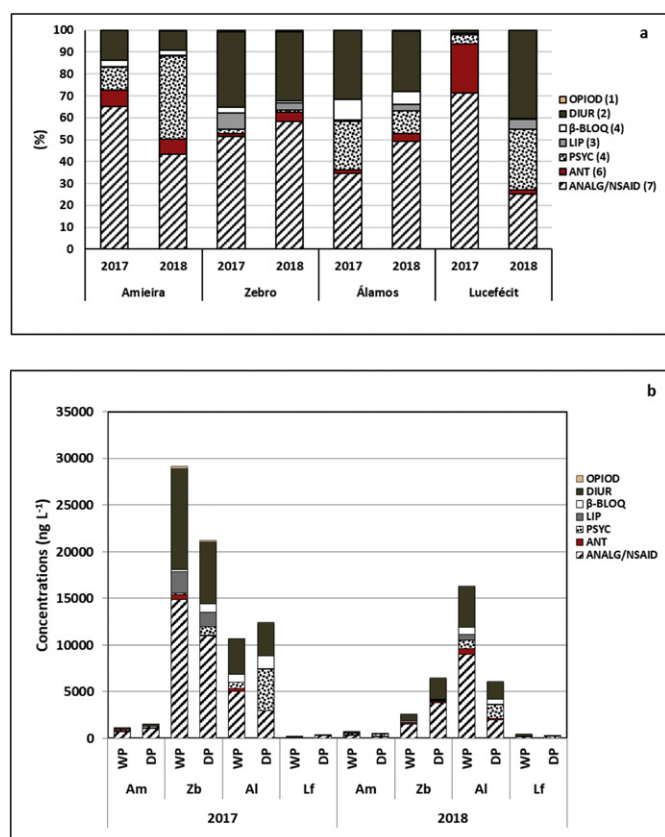 a
100
90
80
70
60
50
40
30
20
10
0
(%)
OPIOD (1)
DIUR (2)
β-BLOQ (4)
LIP (3)
PSYC (4)
ANT (6)
ANALG/NSAID (7)
2017 2018 2017 2018 2017 2018 2017 2018
Amieira Zebro Álamos Lucefécit
b
35000
30000
25000
20000
15000
10000
5000
0
Concentrations (ng L⁻¹)
OPIOD
DIUR
β-BLOQ
LIP
PSYC
ANT
ANALG/NSAID
WP DP WP DP WP DP WP DP WP DP WP DP WP DP WP DP
Am Zb Al Lf Am Zb Al Lf
2017 2018